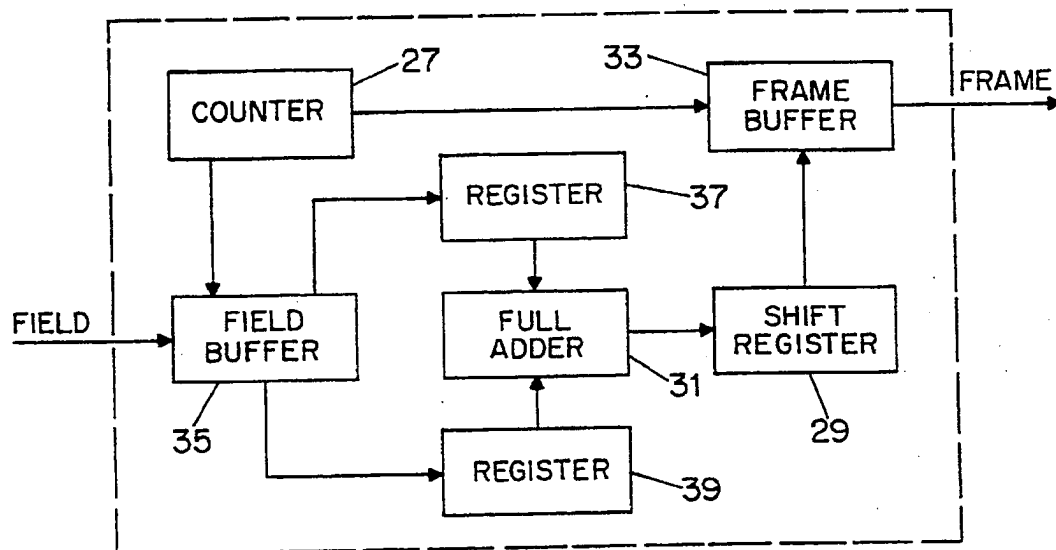 27
COUNTER
33
FRAME
BUFFER
FRAME
REGISTER
37
FIELD
FIELD
BUFFER
35
FULL
ADDER
31
SHIFT
REGISTER
29
REGISTER
39